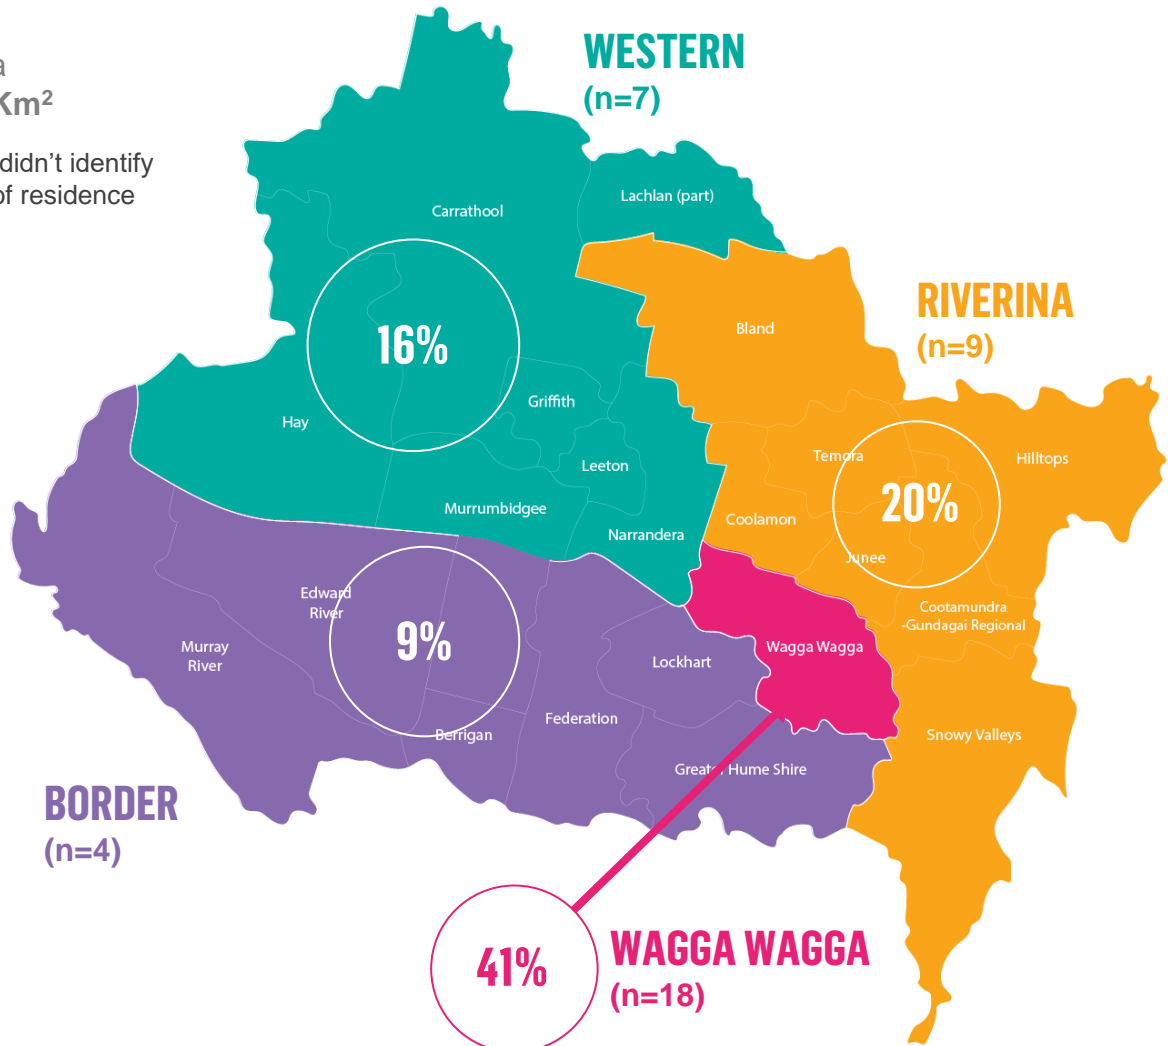 a
Km²
didn't identify
of residence
WESTERN
(n=7)
Lachlan (part)
Carrathool
16%
Hay
Griffith
Leeton
Murrumbidgee
Narrandera
RIVERINA
(n=9)
Bland
Temora
Hilltops
20%
Coolamon
Junee
Cootamundra
-Gundagai Regional
Snowy Valleys
Wagga Wagga
Edward
River
9%
Murray
River
Lockhart
Federation
Berrigan
Greater Hume Shire
BORDER
(n=4)
41%
WAGGA WAGGA
(n=18)